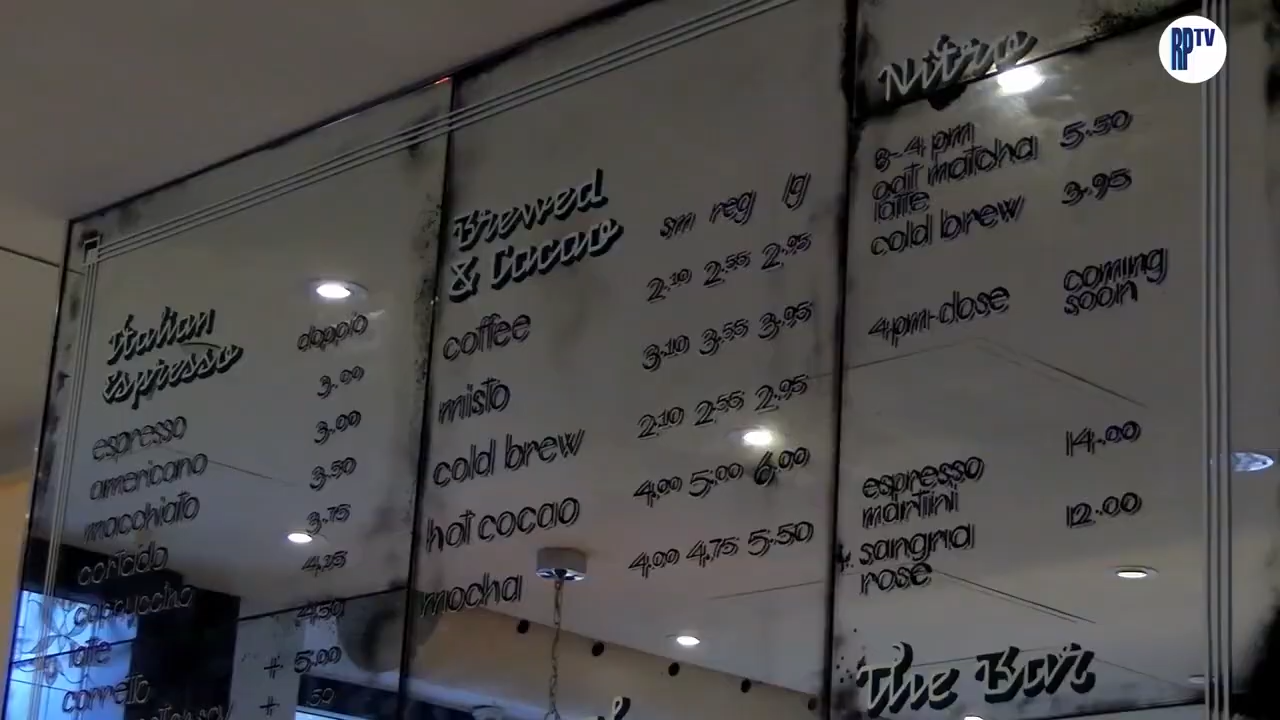 RPTV
Italian
Espresso
doppio
espresso 3.00
americano 3.00
macchiato 3.50
cortado 3.75
cappuccino 4.25
latte 4.50
corretto + 5.00
+ .50
Brewed
& Cacao
sm reg lg
coffee 2.10 2.55 2.95
misto 3.10 3.55 3.95
cold brew 2.10 2.55 2.95
hot cocao 4.00 5.00 6.00
mocha 4.00 4.75 5.50
Nitro
8-4 pm
oat matcha 5.50
latte
cold brew 3.95
4pm-close coming
soon
espresso 14.00
martini
sangria 12.00
rose
The Bar